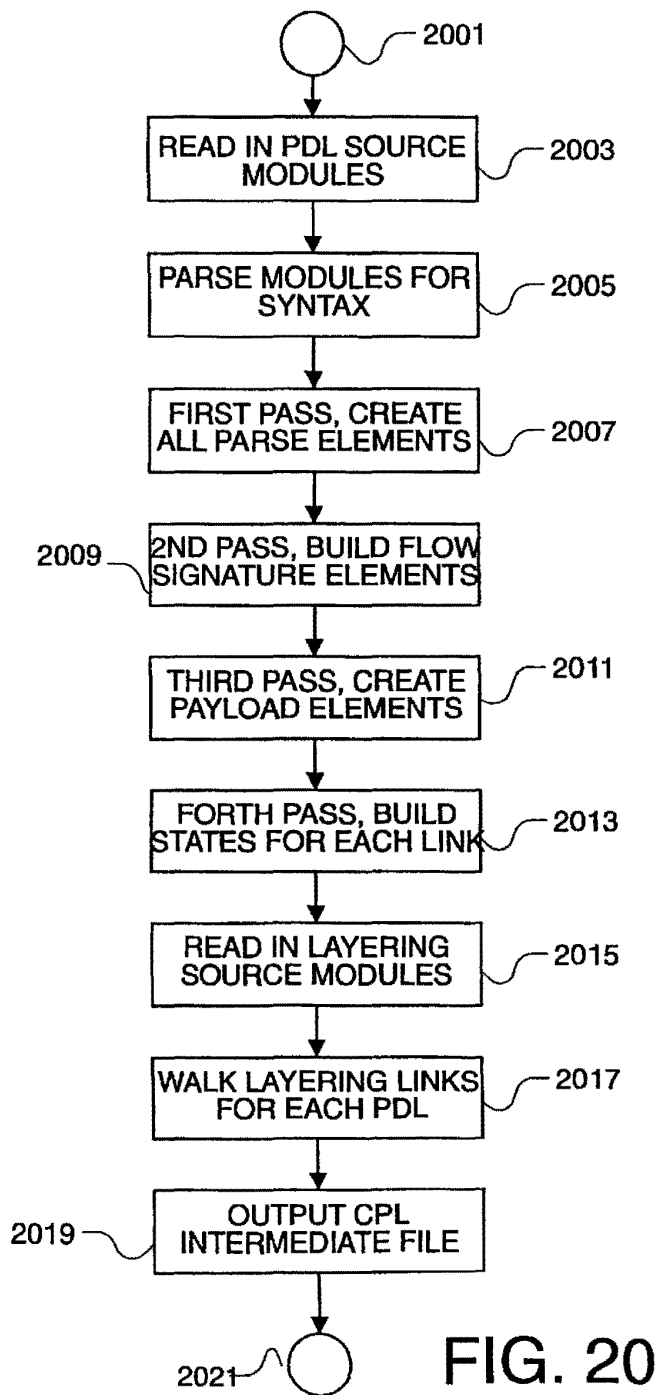 2001
READ IN PDL SOURCE
MODULES
2003
PARSE MODULES FOR
SYNTAX
2005
FIRST PASS, CREATE
ALL PARSE ELEMENTS
2007
2009
2ND PASS, BUILD FLOW
SIGNATURE ELEMENTS
THIRD PASS, CREATE
PAYLOAD ELEMENTS
2011
FORTH PASS, BUILD
STATES FOR EACH LINK
2013
READ IN LAYERING
SOURCE MODULES
2015
WALK LAYERING LINKS
FOR EACH PDL
2017
2019
OUTPUT CPL
INTERMEDIATE FILE
2021
FIG. 20